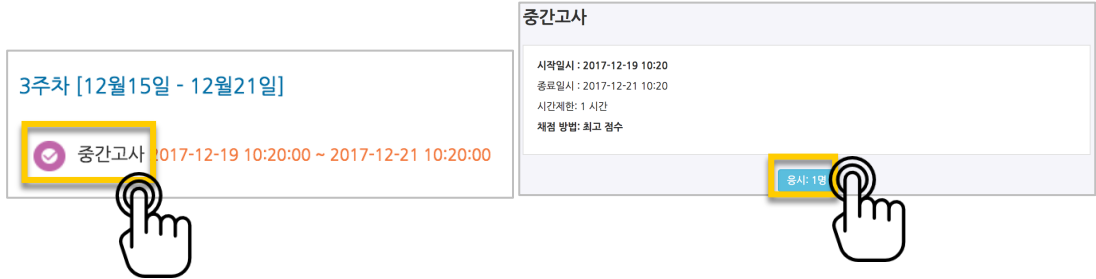 3주차 [12월15일 - 12월21일]
중간고사 2017-12-19 10:20:00 ~ 2017-12-21 10:20:00
중간고사
시작일시 : 2017-12-19 10:20
종료일시 : 2017-12-21 10:20
시간제한: 1 시간
채점 방법: 최고 점수
응시: 1명